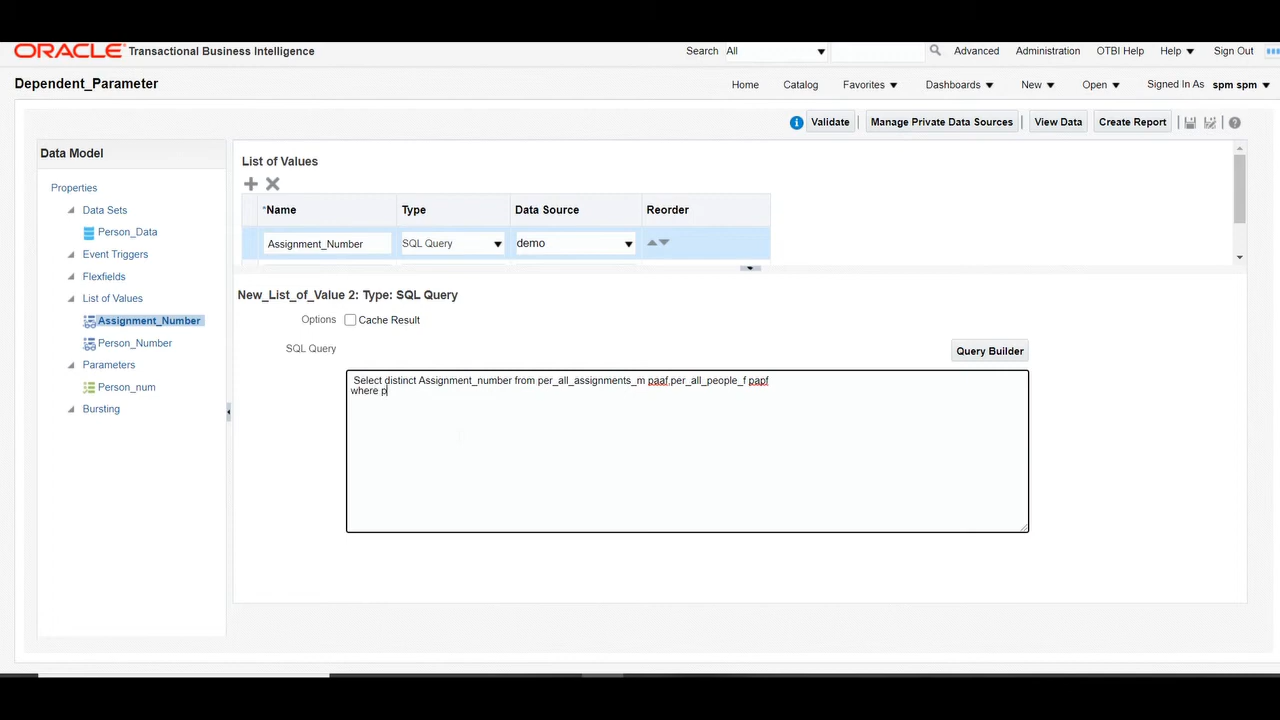 ORACLE Transactional Business Intelligence
Search All Advanced Administration OTBI Help Help Sign Out
Dependent_Parameter
Home Catalog Favorites Dashboards New Open Signed In As spm spm
Validate Manage Private Data Sources View Data Create Report
Data Model
Properties
Data Sets
Person_Data
Event Triggers
Flexfields
List of Values
Assignment_Number
Person_Number
Parameters
Person_num
Bursting
List of Values
*Name Type Data Source Reorder
Assignment_Number SQL Query demo
New_List_of_Value 2: Type: SQL Query
Options Cache Result
SQL Query
Query Builder
Select distinct Assignment_number from per_all_assignments_m paaf,per_all_people_f papf
where p